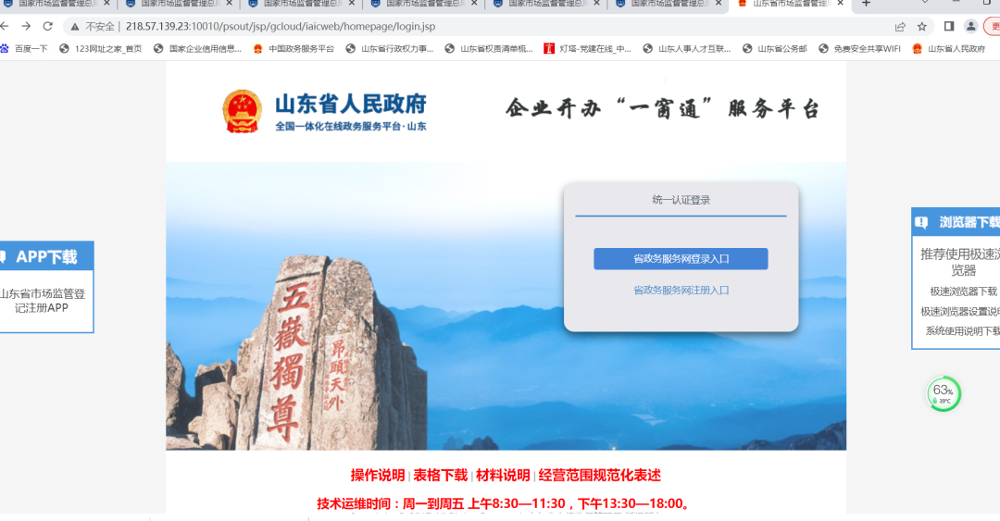 国家市场监督管理总局 国家市场监督管理总局 国家市场监督管理总局 国家市场监督管理总局 国家市场监督管理总局 国家市场监督管理总局 山东省市场监督管理局
不安全 | 218.57.139.23:10010/psout/jsp/gcloud/iaicweb/homepage/login.jsp
百度一下 123网址之家_首页 国家企业信用信息... 中国政务服务平台 山东省行政权力事... 山东省权责清单梳... 灯塔-党建在线_中... 山东人事人才互联... 山东省公务邮 免费安全共享WIFI 山东省人民政府
山东省人民政府
全国一体化在线政务服务平台·山东
企业开办“一窗通”服务平台
统一认证登录
省政务服务网登录入口
省政务服务网注册入口
APP下载
山东省市场监管登
记注册APP
浏览器下载
推荐使用极速浏
览器
极速浏览器下载
极速浏览器设置说明
系统使用说明下载
63%
39°C
五嶽獨尊
昂頭天外
操作说明 | 表格下载 | 材料说明 | 经营范围规范化表述
技术运维时间：周一到周五 上午8:30—11:30，下午13:30—18:00。